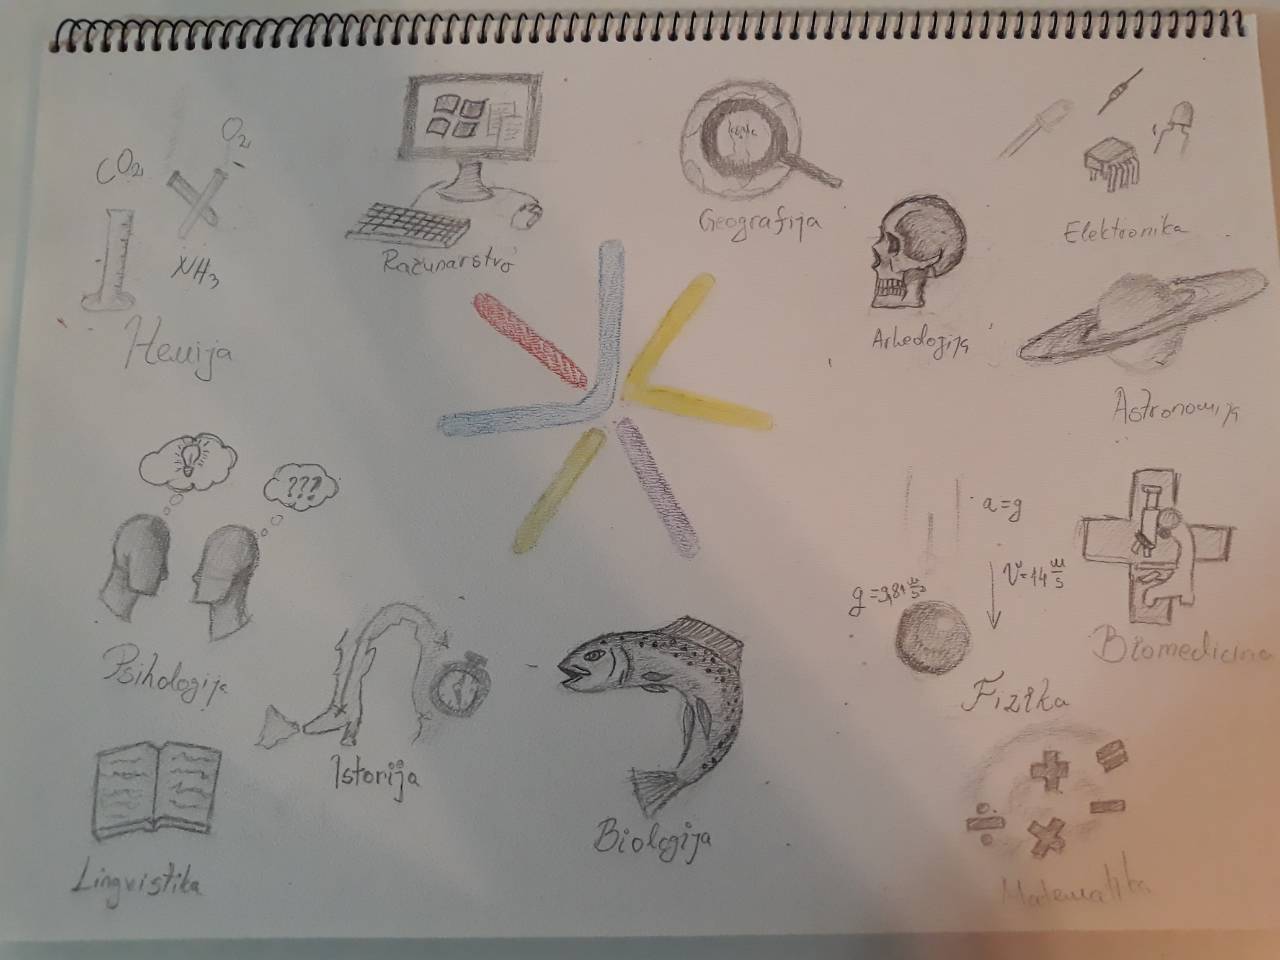 O₂
CO₂
NH₃
Hemija
Računarstvo
Geografija
Elektronika
Arheologija
Astronomija
???
Psihologija
Istorija
Lingvistika
Biologija
a=g
V=14 m/s
g=9,81 m/s²
Fizika
Biomedicina
Matematika